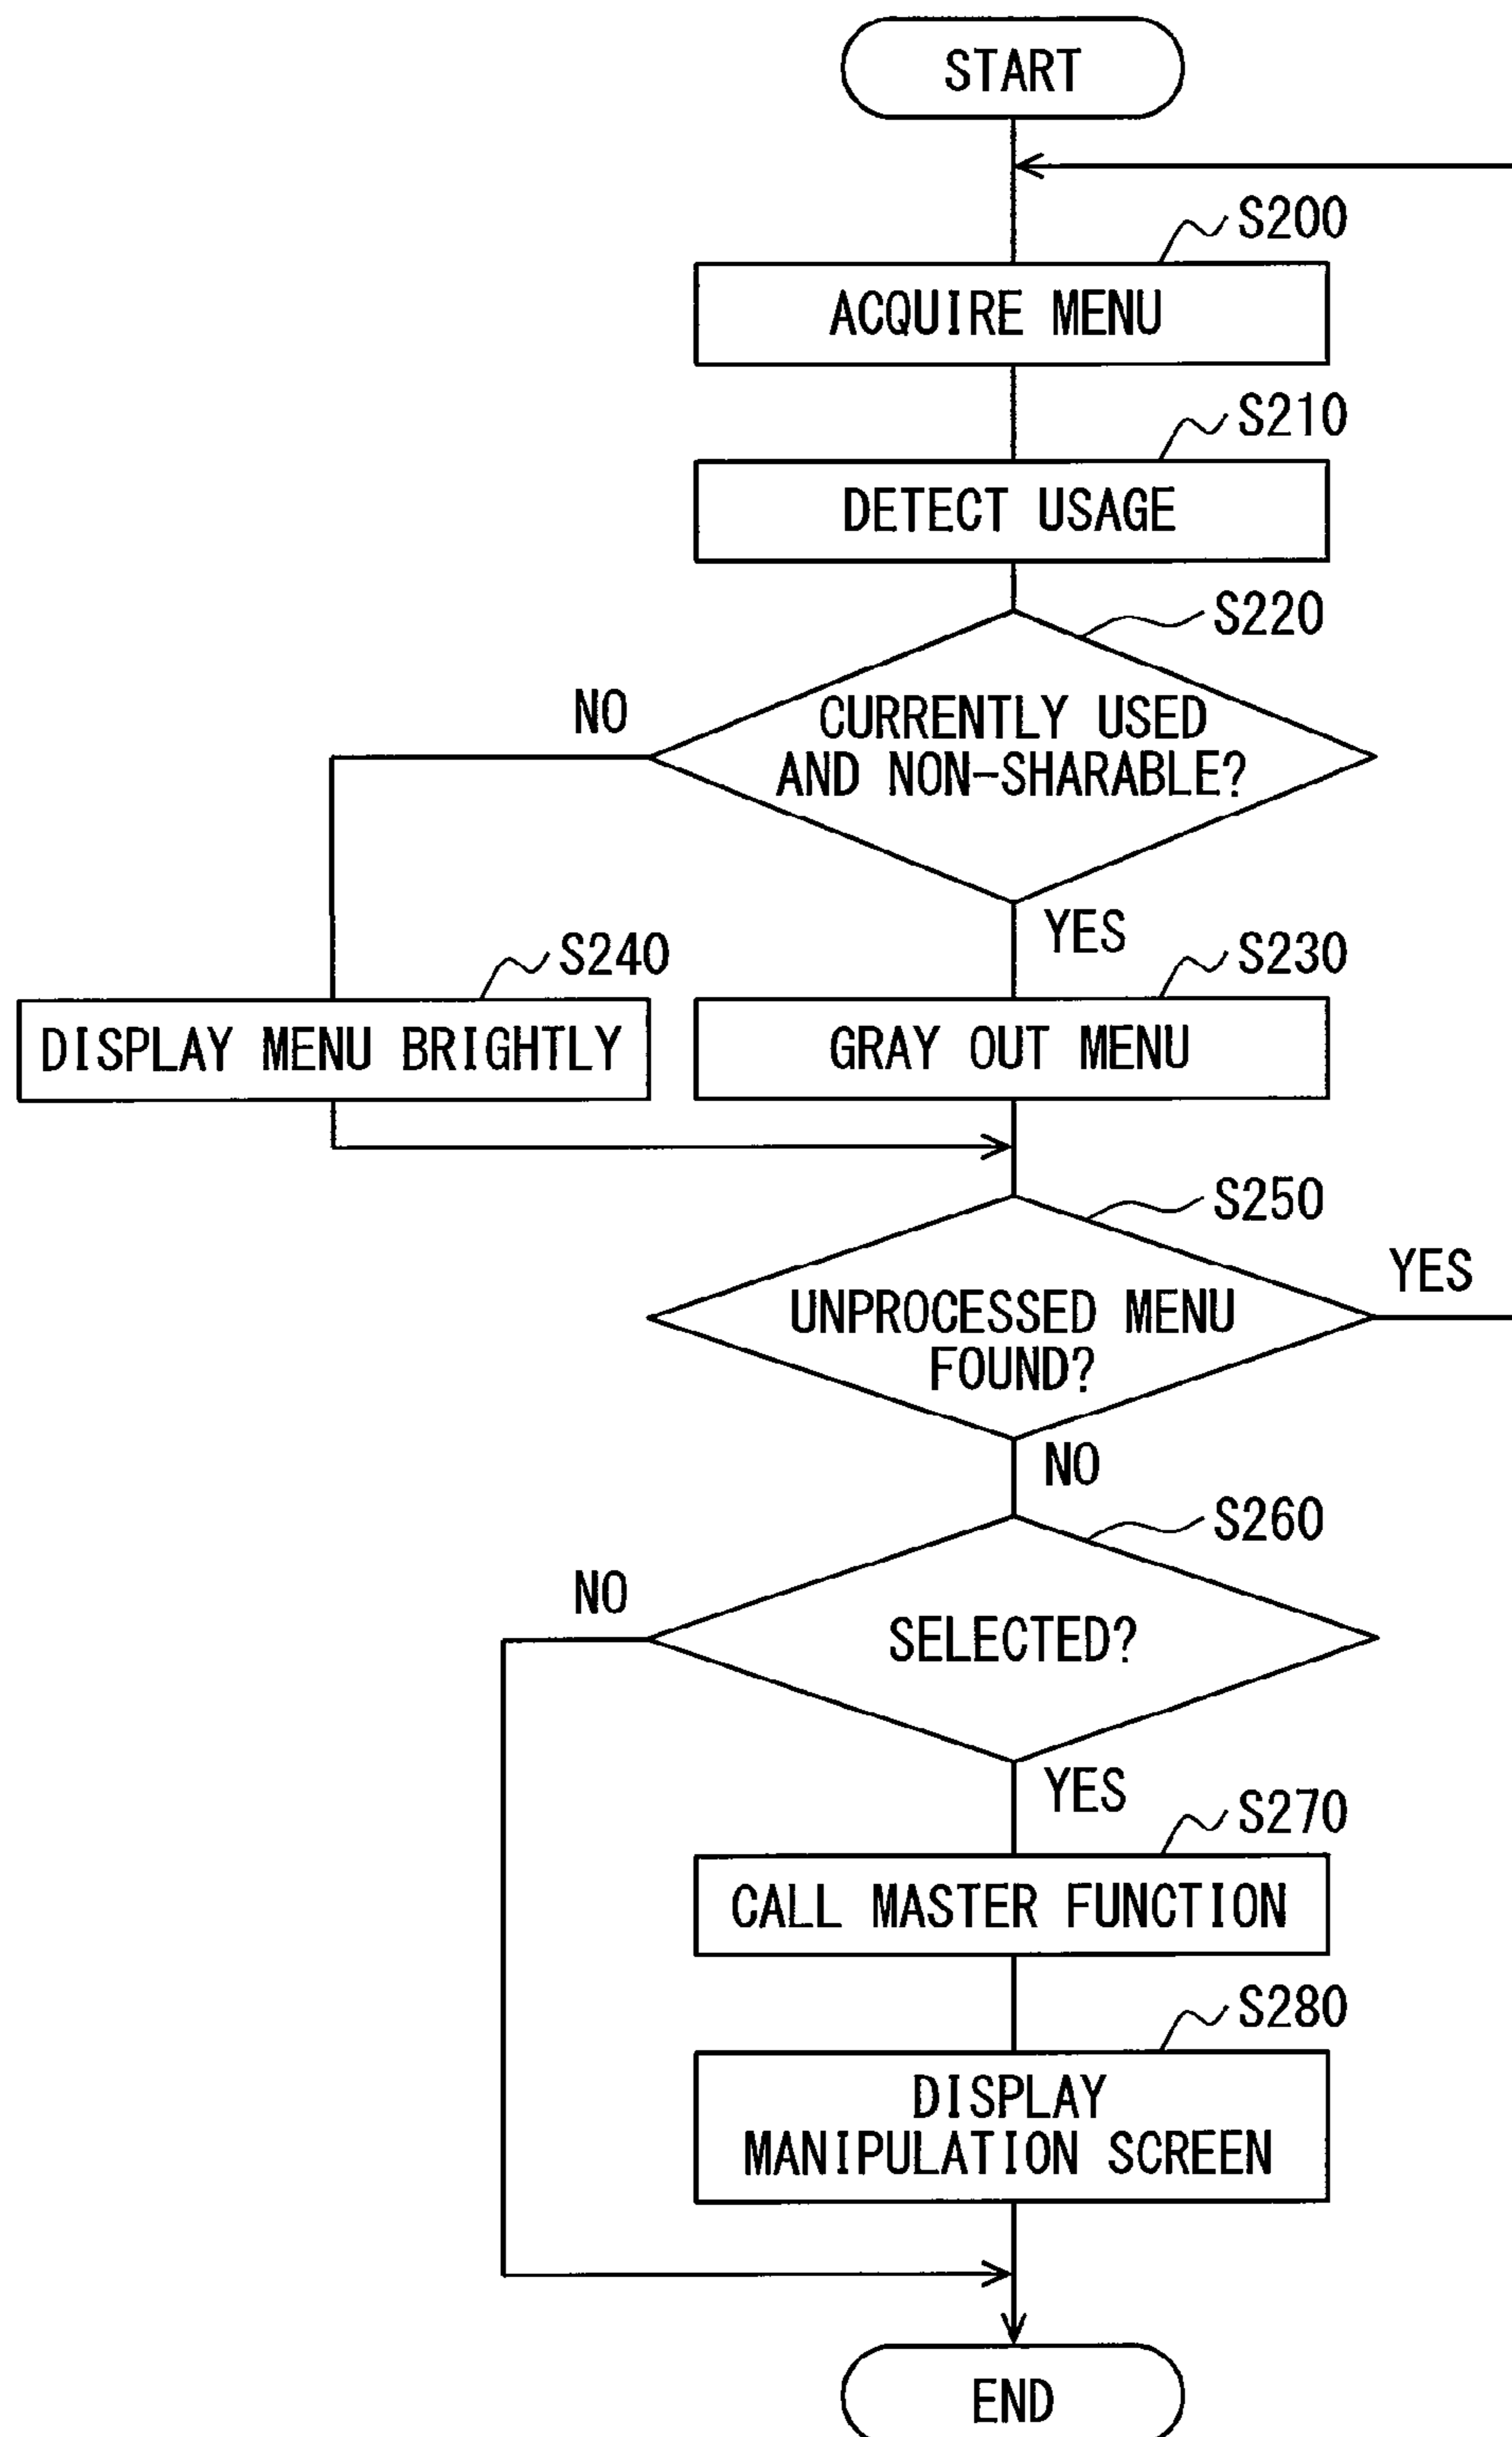 START
S200
ACQUIRE MENU
S210
DETECT USAGE
S220
NO
CURRENTLY USED
AND NON-SHARABLE?
YES
S240
S230
DISPLAY MENU BRIGHTLY
GRAY OUT MENU
S250
YES
UNPROCESSED MENU
FOUND?
NO
S260
NO
SELECTED?
YES
S270
CALL MASTER FUNCTION
S280
DISPLAY
MANIPULATION SCREEN
END